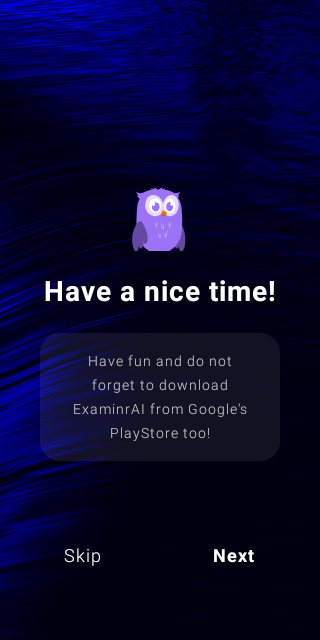 Have a nice time!
Have fun and do not
forget to download
ExaminrAI from Google's
PlayStore too!
Skip
Next